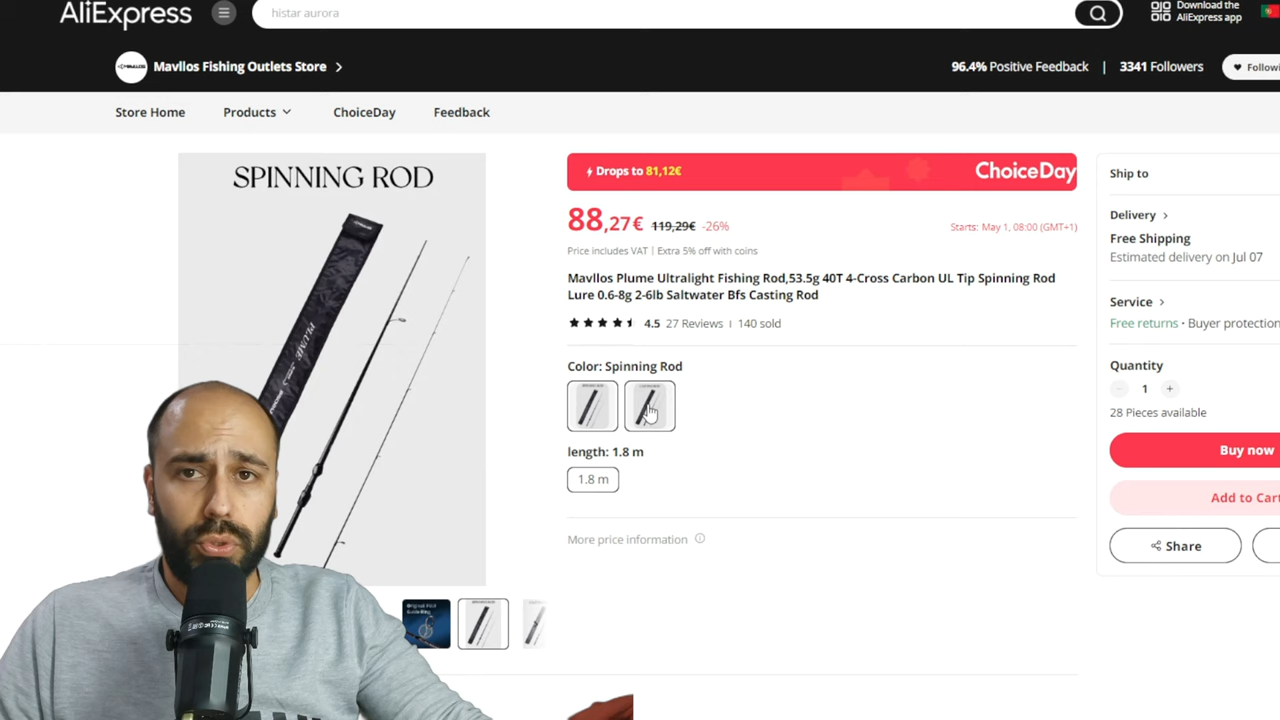 AliExpress
histar aurora
Download the
AliExpress app
Mavllos Fishing Outlets Store
96.4% Positive Feedback | 3341 Followers
Followi
Store Home
Products
ChoiceDay
Feedback
SPINNING ROD
PLUME
Drops to 81,12€
ChoiceDay
88,27€ 119,29€ -26%
Starts: May 1, 08:00 (GMT+1)
Price includes VAT | Extra 5% off with coins
Mavllos Plume Ultralight Fishing Rod,53.5g 40T 4-Cross Carbon UL Tip Spinning Rod
Lure 0.6-8g 2-6lb Saltwater Bfs Casting Rod
4.5 27 Reviews | 140 sold
Color: Spinning Rod
length: 1.8 m
1.8 m
More price information
Ship to
Delivery
Free Shipping
Estimated delivery on Jul 07
Service
Free returns • Buyer protection
Quantity
- 1 +
28 Pieces available
Buy now
Add to Cart
Share